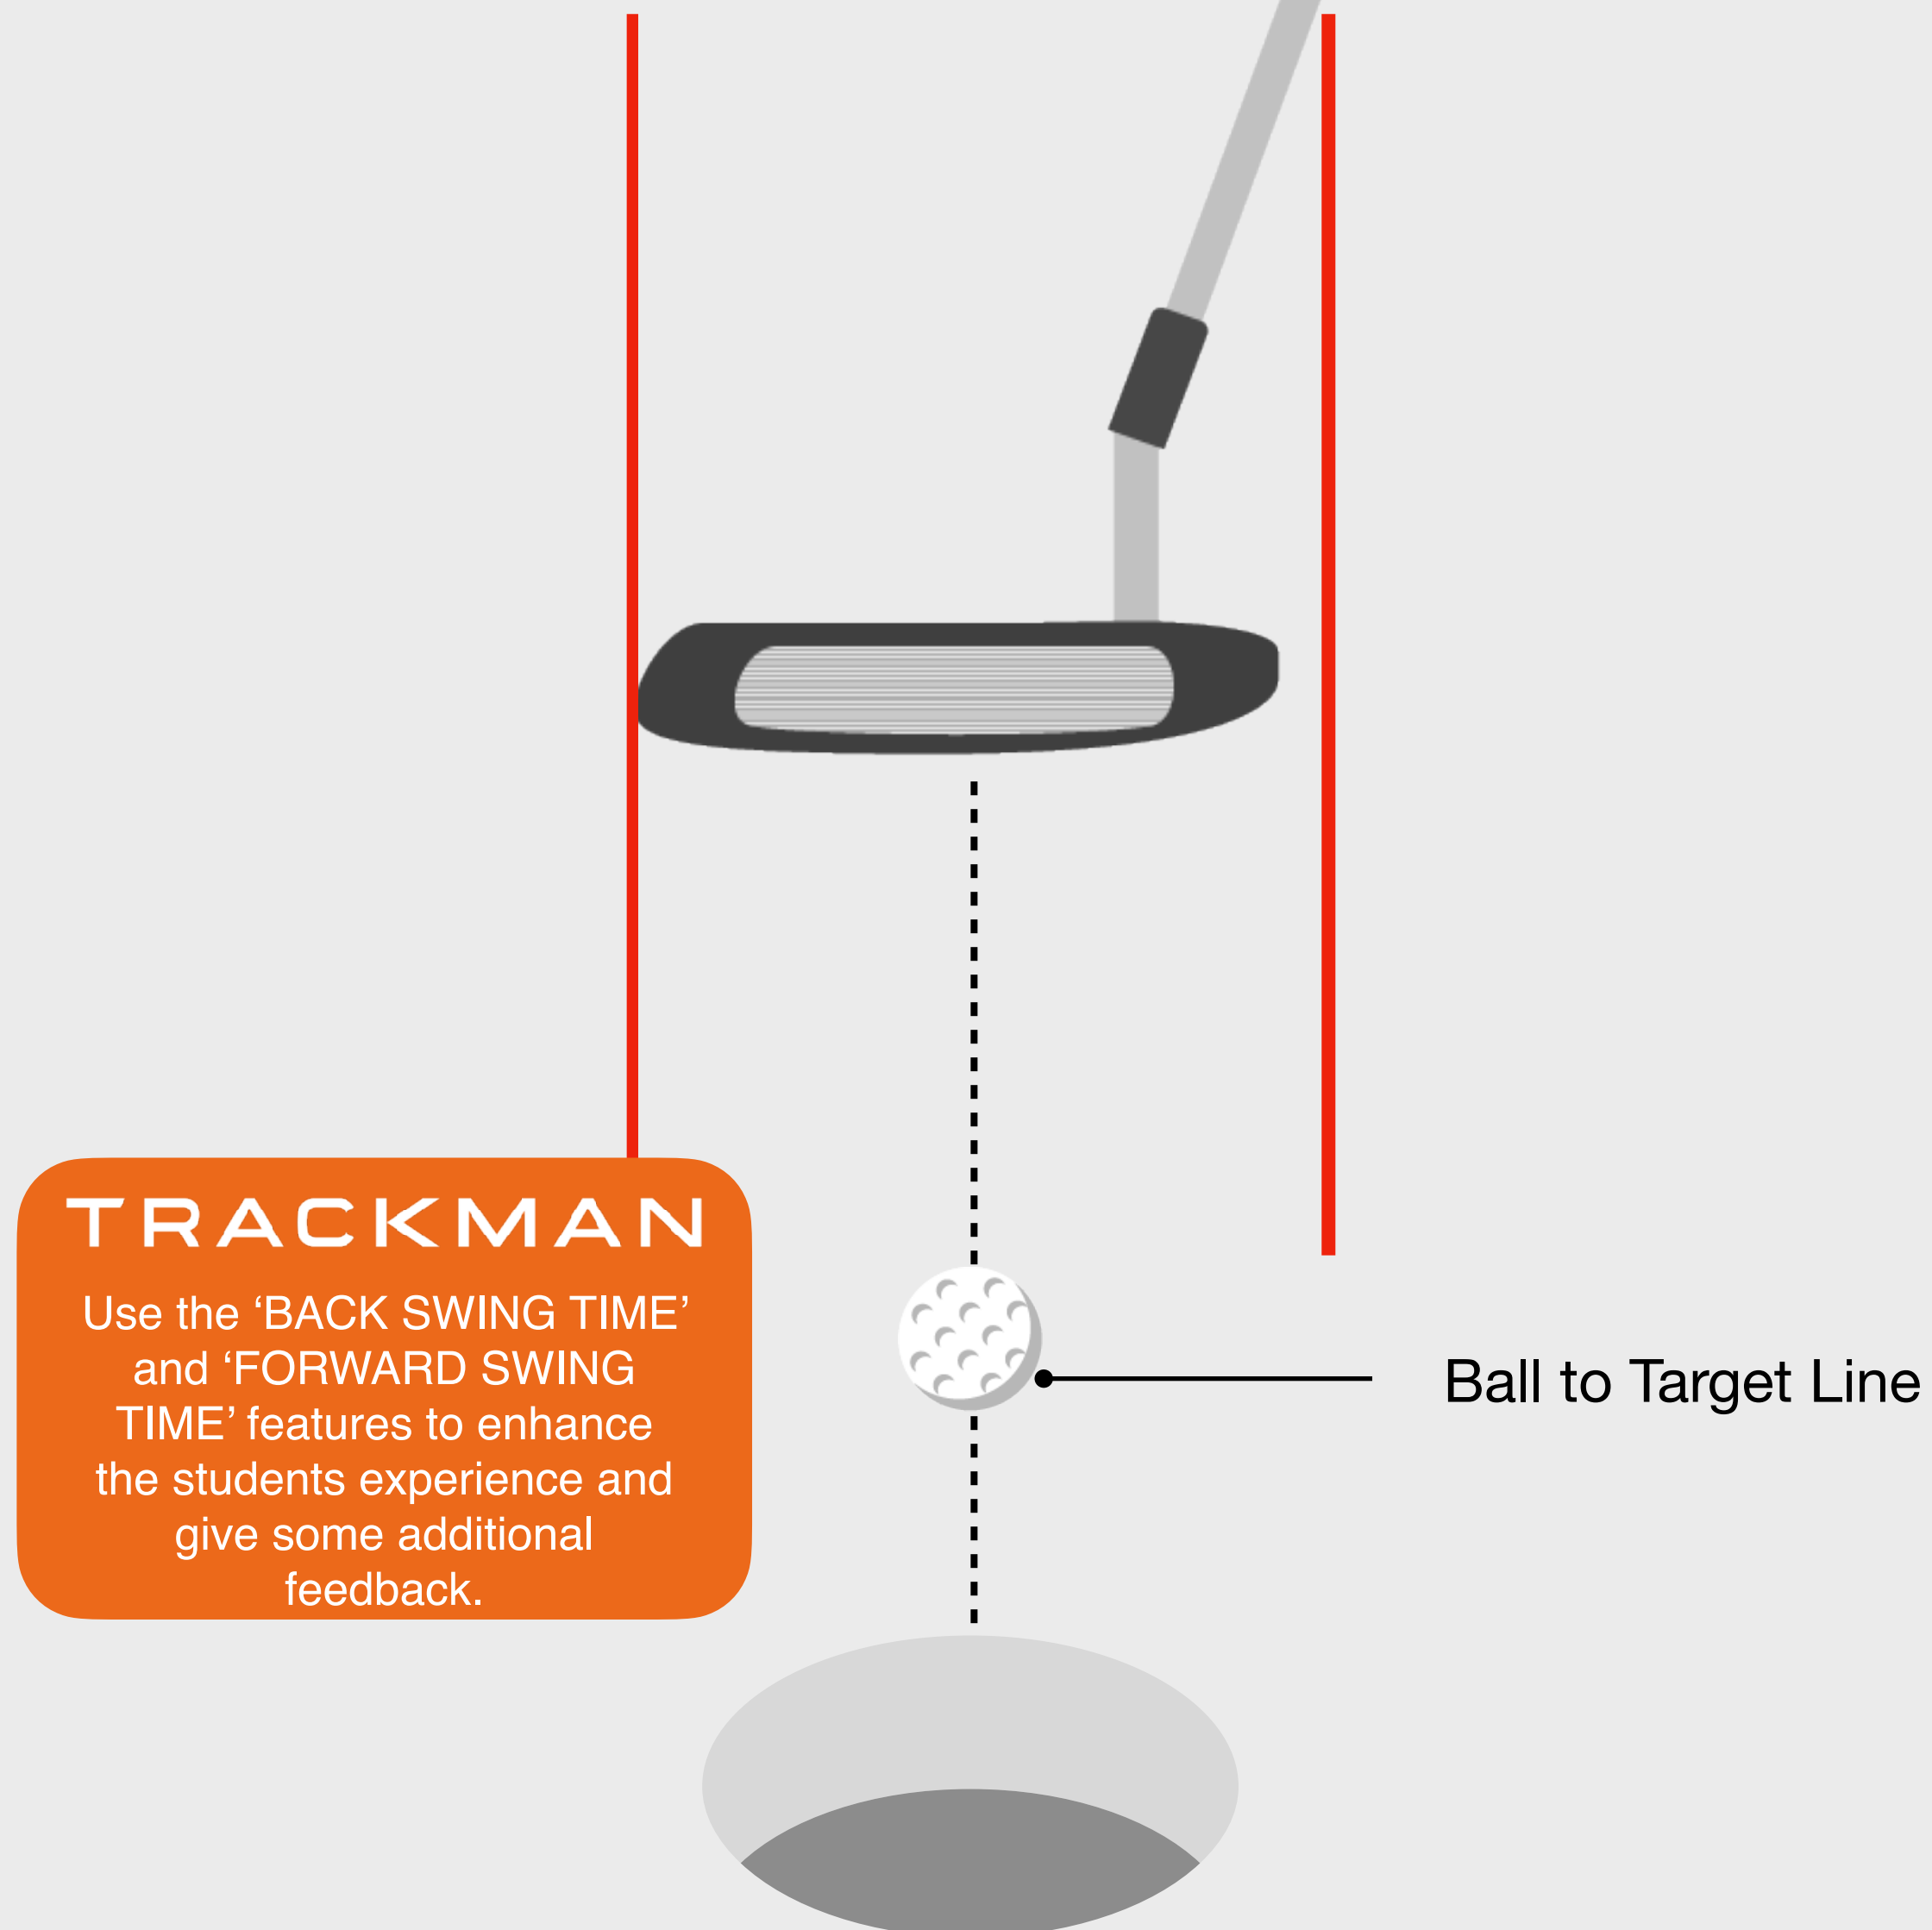 TRACKMAN
Use the ‘BACK SWING TIME’
and ‘FORWARD SWING
TIME’ features to enhance
the students experience and
give some additional
feedback.
Ball to Target Line